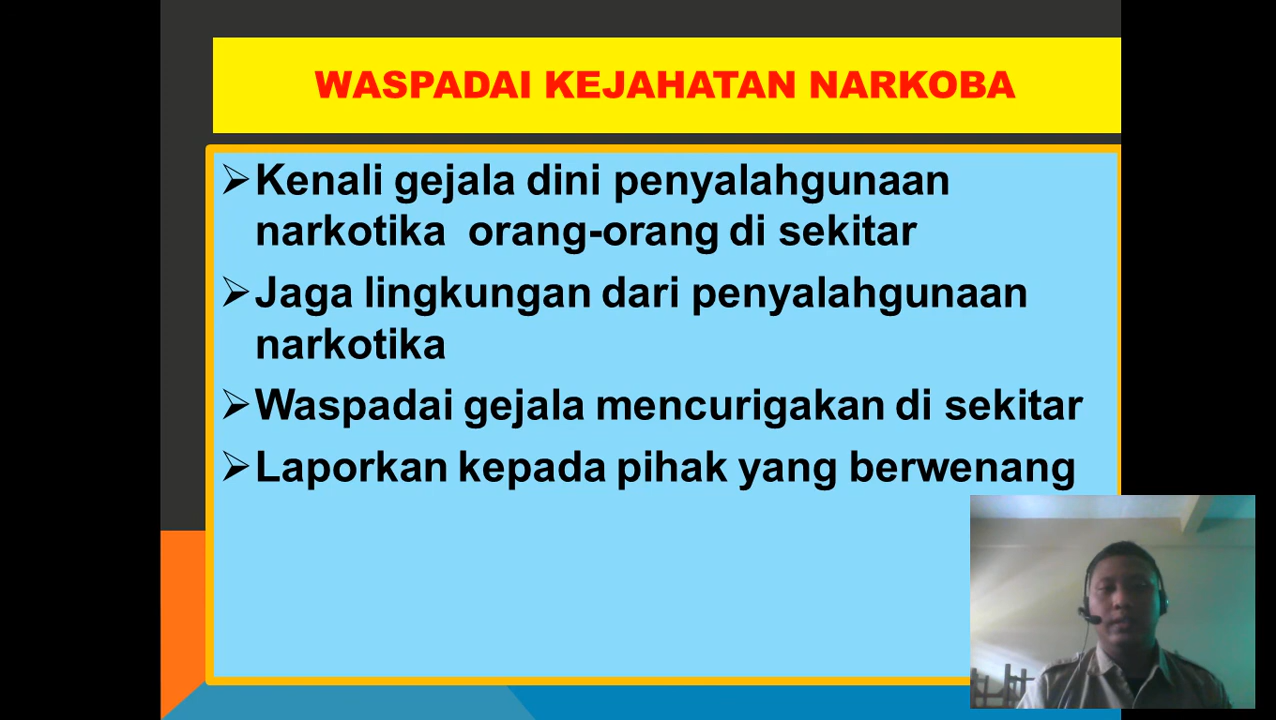 WASPADAI KEJAHATAN NARKOBA
➢Kenali gejala dini penyalahgunaan
narkotika  orang-orang di sekitar
➢Jaga lingkungan dari penyalahgunaan
narkotika
➢Waspadai gejala mencurigakan di sekitar
➢Laporkan kepada pihak yang berwenang